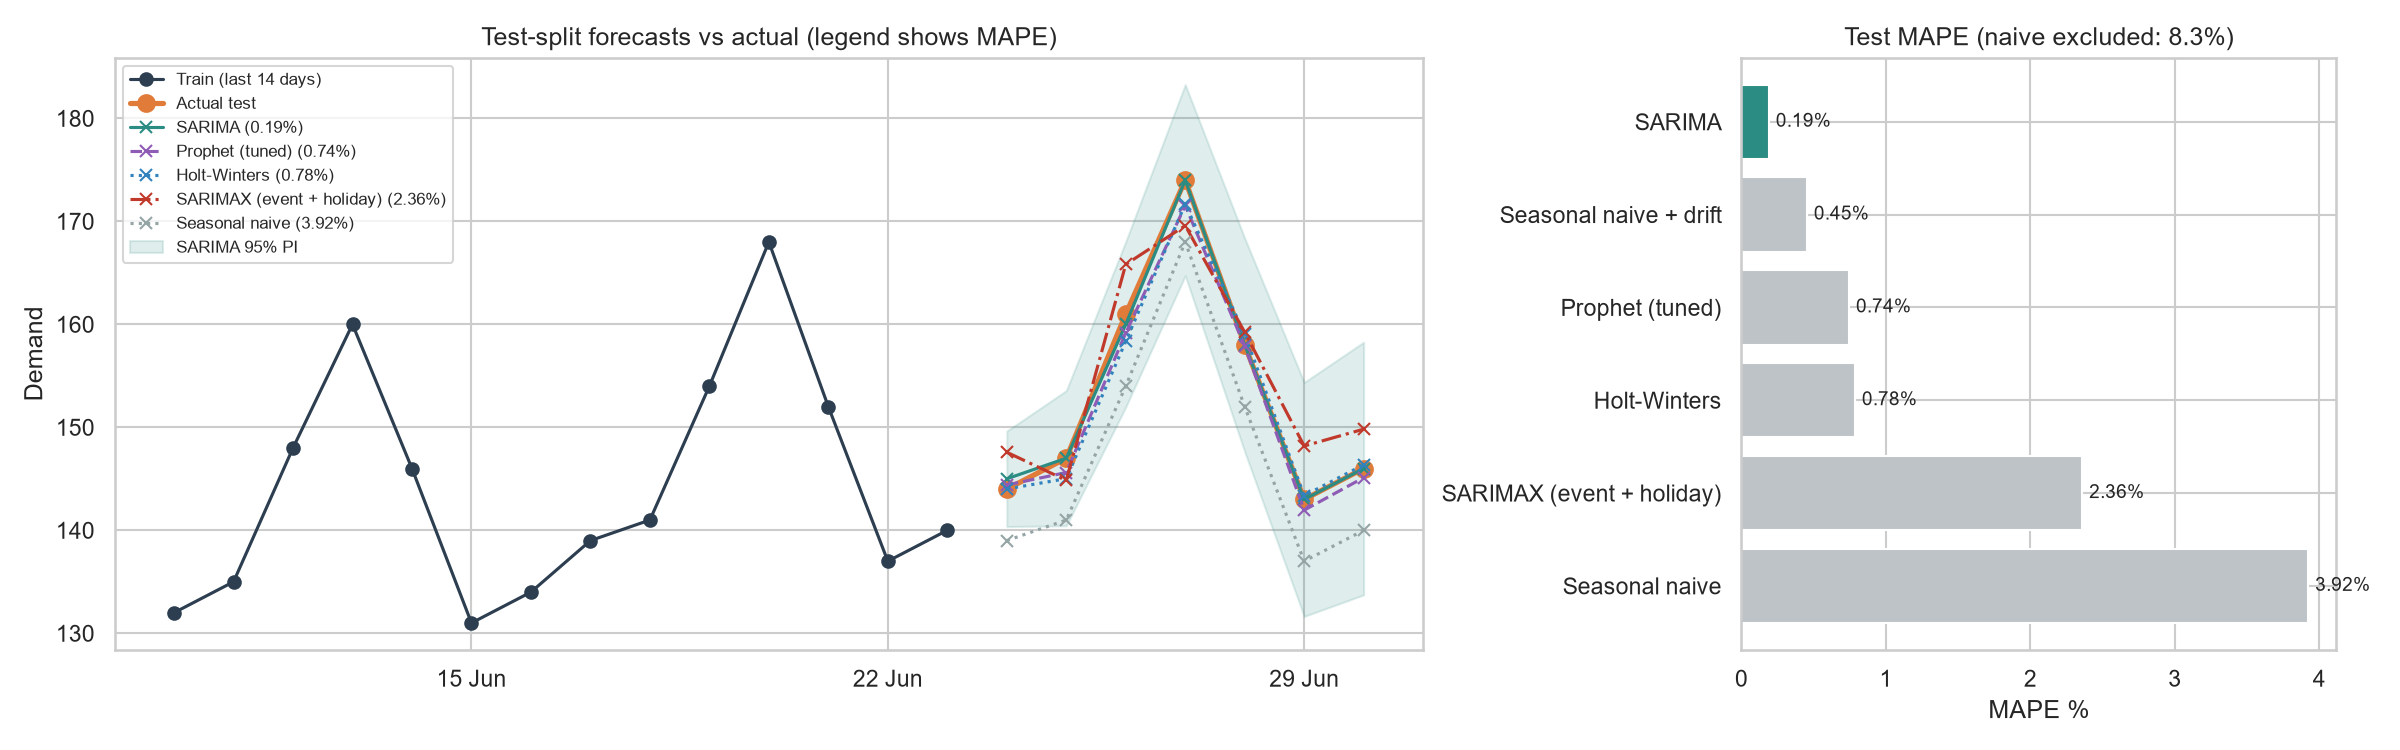 Test-split forecasts vs actual (legend shows MAPE)
Train (last 14 days)
Actual test
SARIMA (0.19%)
Prophet (tuned) (0.74%)
Holt-Winters (0.78%)
SARIMAX (event + holiday) (2.36%)
Seasonal naive (3.92%)
SARIMA 95% PI
Demand
180
170
160
150
140
130
15 Jun
22 Jun
29 Jun
Test MAPE (naive excluded: 8.3%)
SARIMA
0.19%
Seasonal naive + drift
0.45%
Prophet (tuned)
0.74%
Holt-Winters
0.78%
SARIMAX (event + holiday)
2.36%
Seasonal naive
3.92%
0
1
2
3
4
MAPE %